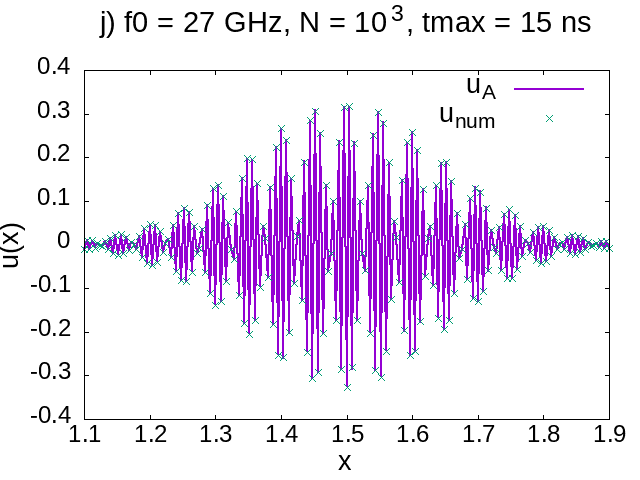 j) f0 = 27 GHz, N = 10³, tmax = 15 ns
0.4
0.3
0.2
0.1
0
-0.1
-0.2
-0.3
-0.4
u(x)
u_A
u_num
1.1 1.2 1.3 1.4 1.5 1.6 1.7 1.8 1.9
x